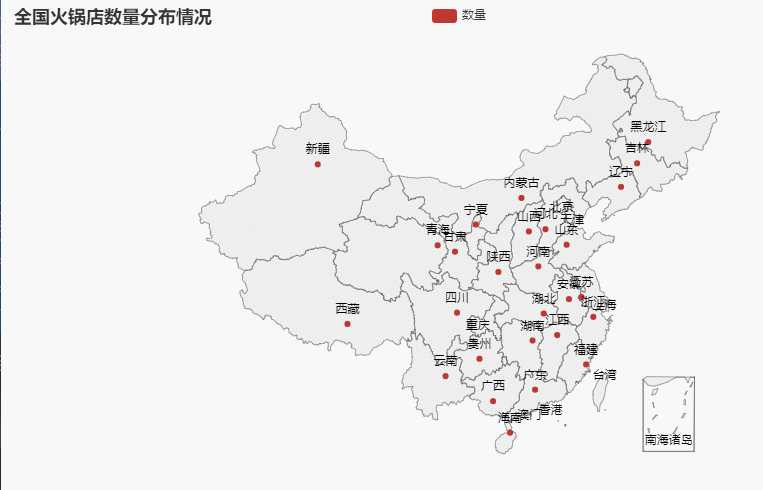 全国火锅店数量分布情况
数量
黑龙江
吉林
新疆
辽宁
内蒙古
北京
宁夏
山西
河北
天津
青海
甘肃
山东
陕西
河南
安徽
江苏
四川
湖北
浙江
上海
西藏
重庆
湖南
江西
贵州
福建
云南
广西
广东
台湾
海南
澳门
香港
南海诸岛